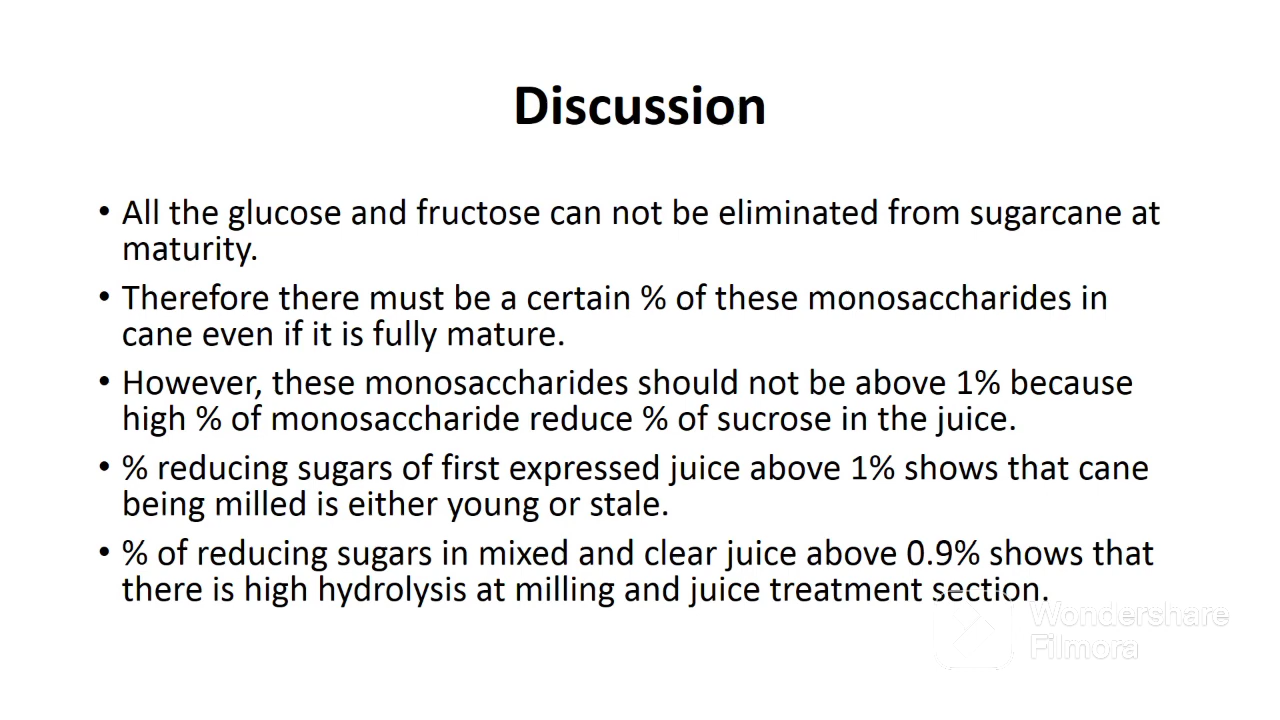 Discussion
• All the glucose and fructose can not be eliminated from sugarcane at
maturity.
• Therefore there must be a certain % of these monosaccharides in
cane even if it is fully mature.
• However, these monosaccharides should not be above 1% because
high % of monosaccharide reduce % of sucrose in the juice.
• % reducing sugars of first expressed juice above 1% shows that cane
being milled is either young or stale.
• % of reducing sugars in mixed and clear juice above 0.9% shows that
there is high hydrolysis at milling and juice treatment section.
Wondershare
Filmora